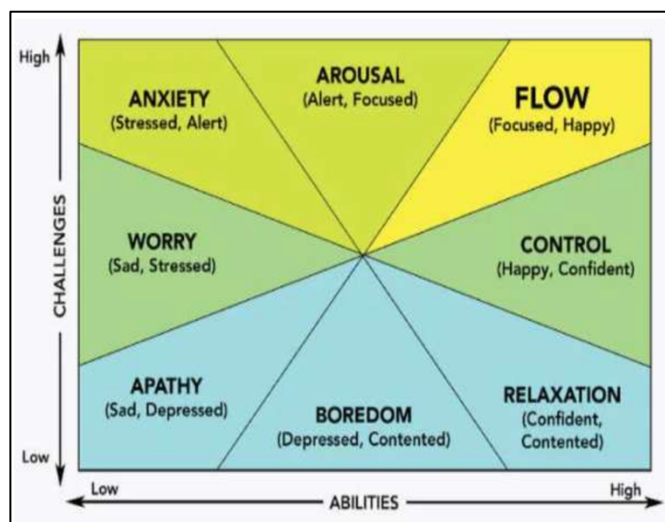 High
ANXIETY
(Stressed, Alert)
AROUSAL
(Alert, Focused)
FLOW
(Focused, Happy)
CHALLENGES
WORRY
(Sad, Stressed)
CONTROL
(Happy, Confident)
APATHY
(Sad, Depressed)
BOREDOM
(Depressed, Contented)
RELAXATION
(Confident,
Contented)
Low
Low
ABILITIES
High